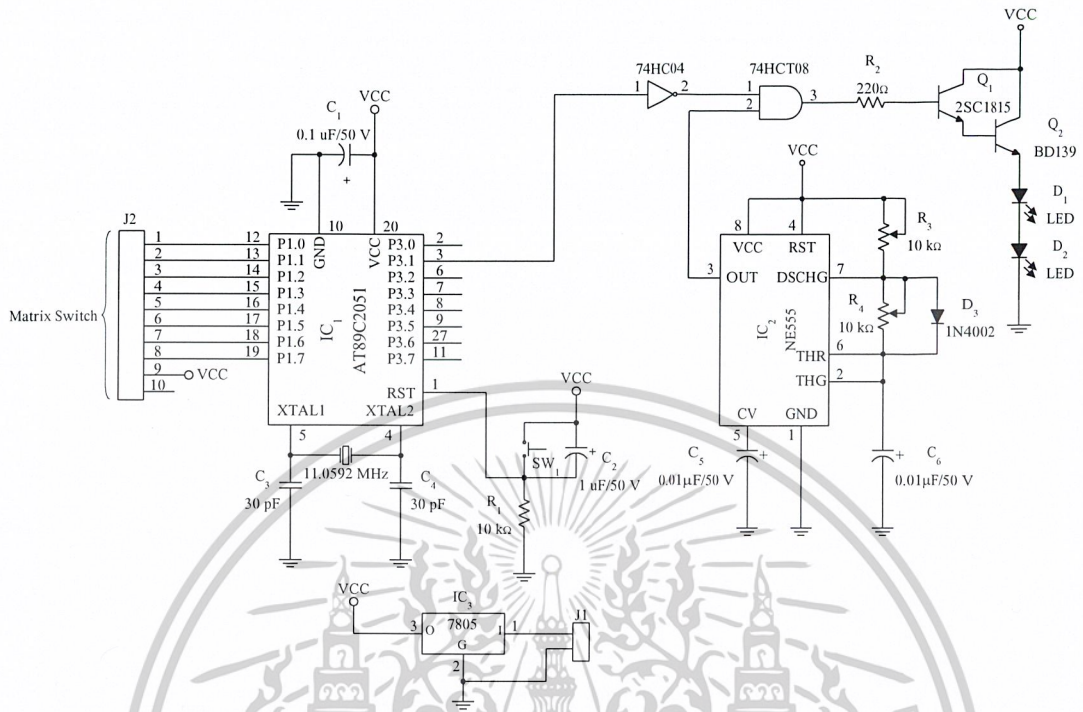 VCC
74HC04
1
2
74HCT08
1
2
3
R2
220Ω
Q1
2SC1815
Q2
BD139
D1
LED
D2
LED
C1
0.1 uF/50 V
+
VCC
J2
Matrix Switch
1
2
3
4
5
6
7
8
9
10
VCC
12
13
14
15
16
17
18
19
P1.0
P1.1
P1.2
P1.3
P1.4
P1.5
P1.6
P1.7
10
20
GND
VCC
IC1
AT89C2051
P3.0
P3.1
P3.2
P3.3
P3.4
P3.5
P3.6
P3.7
2
3
6
7
8
9
27
11
RST
1
XTAL1
XTAL2
5
4
11.0592 MHz
C3
30 pF
C4
30 pF
VCC
SW1
+
C2
1 uF/50 V
R1
10 kΩ
VCC
8
4
VCC
RST
3
OUT
DSCHG
7
IC2
NE555
THR
6
THG
2
CV
GND
5
1
R3
10 kΩ
R4
10 kΩ
D3
1N4002
C5
+
0.01μF/50 V
C6
+
0.01μF/50 V
VCC
IC3
7805
3
O
I
1
G
2
J1